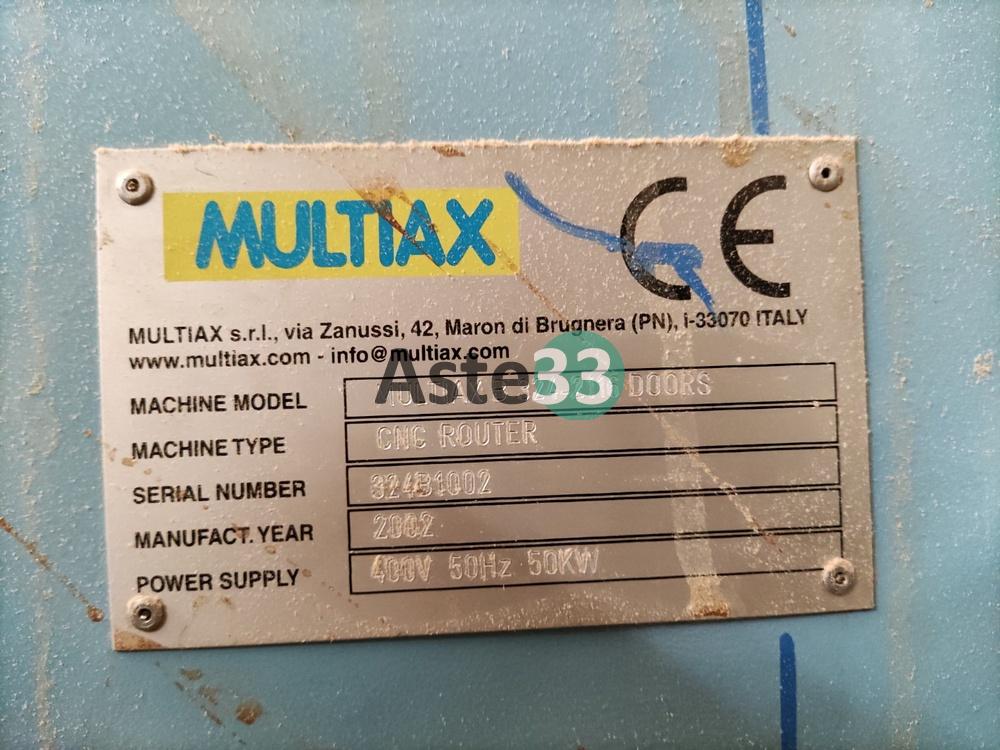 MULTIAX
CE
MULTIAX s.r.l., via Zanussi, 42, Maron di Brugnera (PN), i-33070 ITALY
www.multiax.com - info@multiax.com
Aste33
MACHINE MODEL DOORS
MACHINE TYPE CNC ROUTER
SERIAL NUMBER 324B1002
MANUFACT. YEAR 2002
POWER SUPPLY 400V 50Hz 50KW